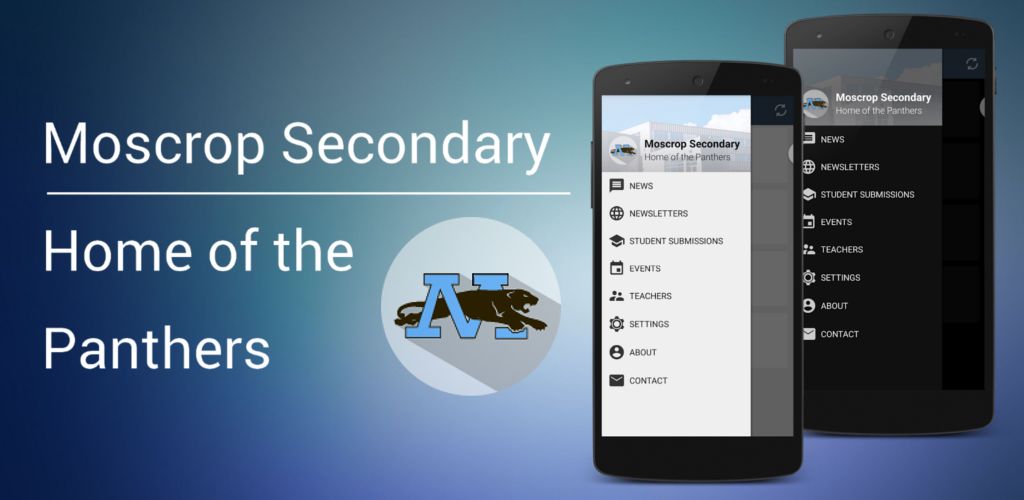 Moscrop Secondary
Home of the
Panthers
M
Moscrop Secondary
Home of the Panthers
NEWS
NEWSLETTERS
STUDENT SUBMISSIONS
EVENTS
TEACHERS
SETTINGS
ABOUT
CONTACT
Moscrop Secondary
Home of the Panthers
NEWS
NEWSLETTERS
STUDENT SUBMISSIONS
EVENTS
TEACHERS
SETTINGS
ABOUT
CONTACT